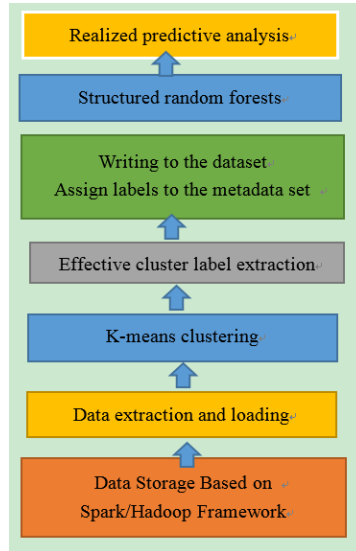 Realized predictive analysis
Structured random forests
Writing to the dataset
Assign labels to the metadata set
Effective cluster label extraction
K-means clustering
Data extraction and loading
Data Storage Based on
Spark/Hadoop Framework